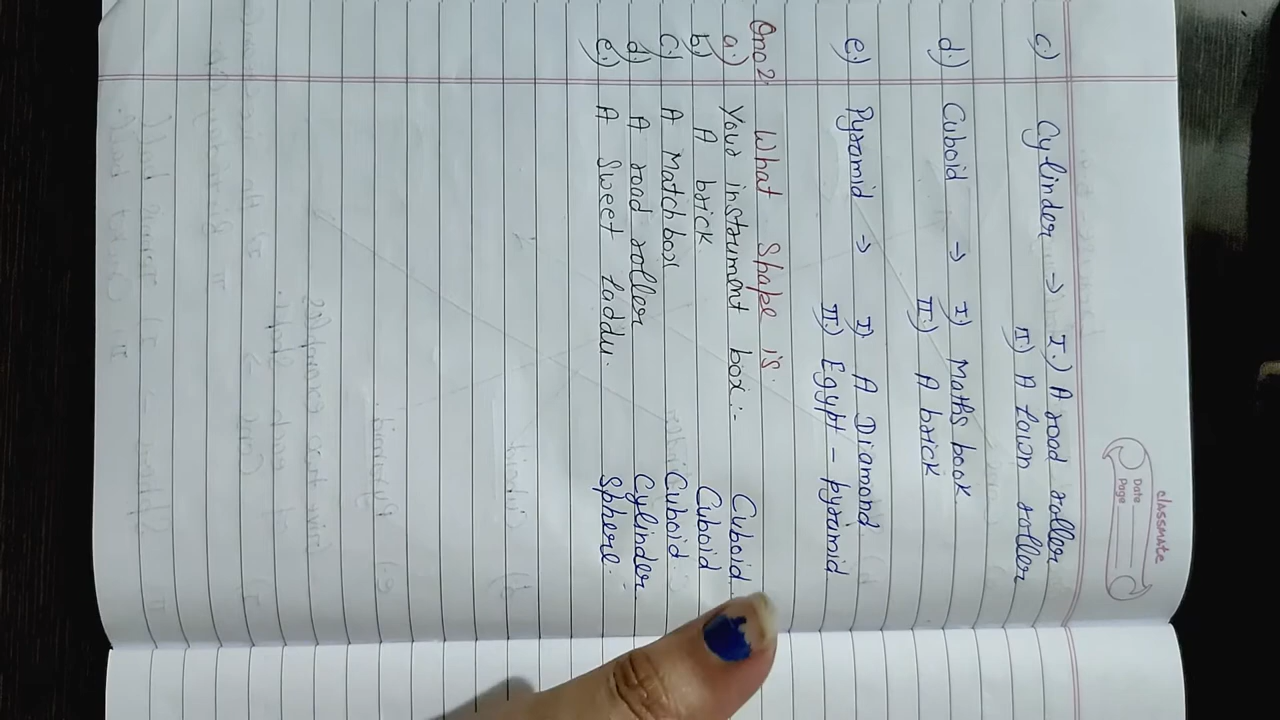 classmate
Date
Page
c.) Cylinder → I.) A road roller
II.) A lawn roller
d.) Cuboid → I.) Maths book
II.) A brick
e.) Pyramid → I.) A Diamond
II.) Egypt - pyramid
Qno2. What Shape is.
a.) Your instrument box:- Cuboid.
b.) A brick Cuboid
c.) A Matchbox Cuboid
d.) A road roller Cylinder
e.) A Sweet laddu. Sphere.